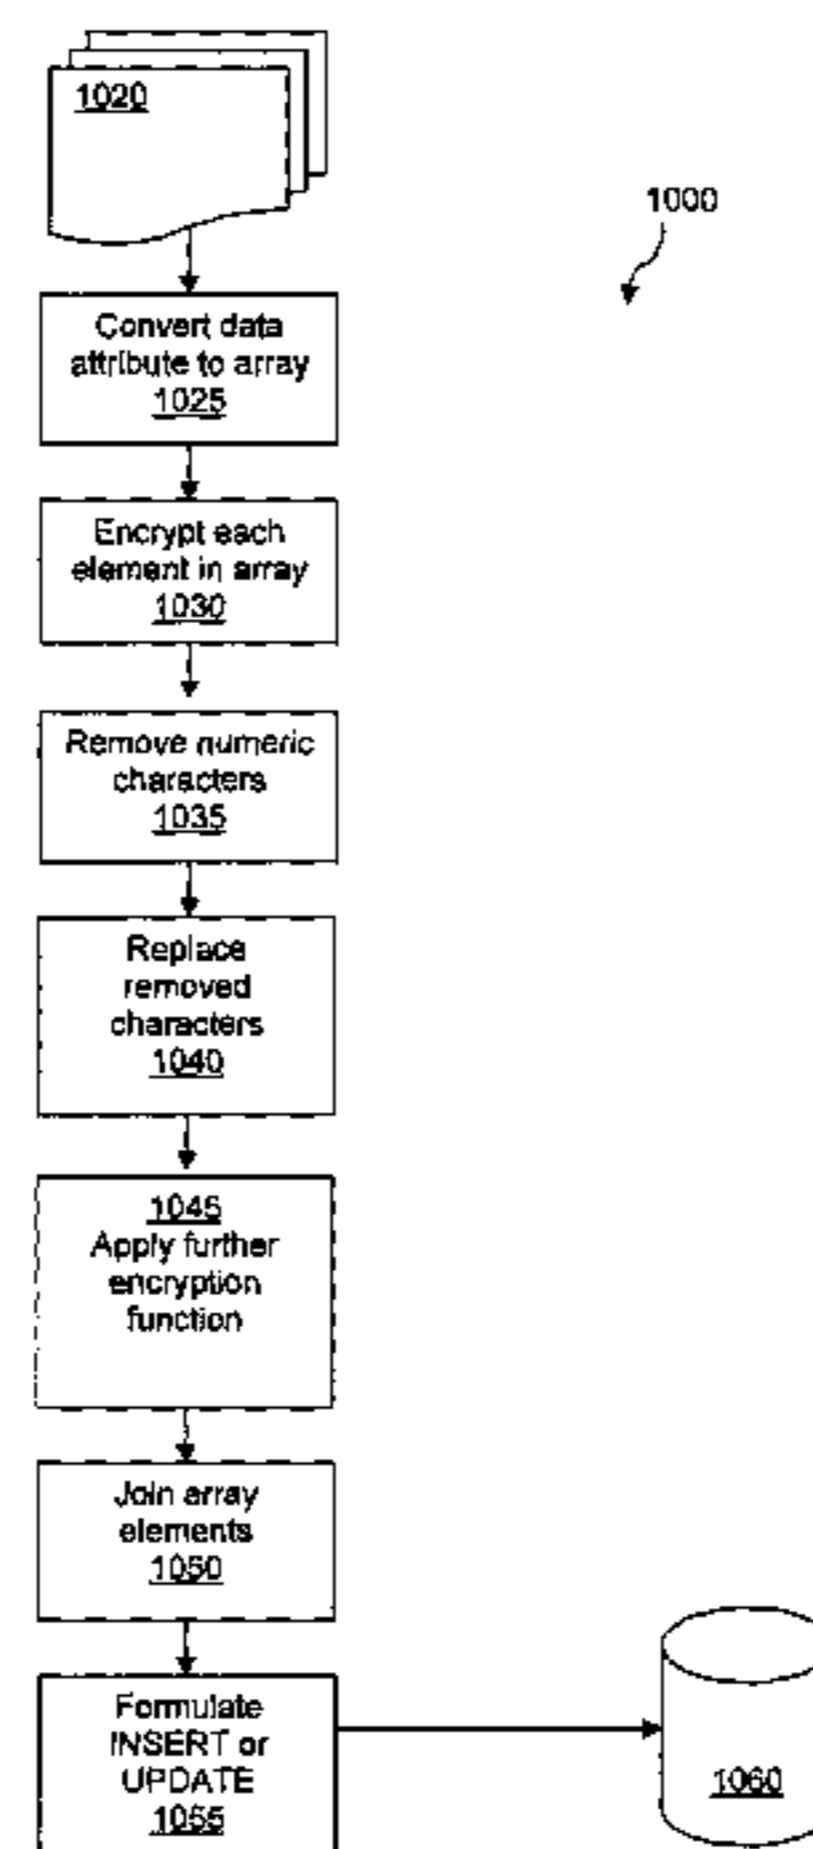 1020
1000
Convert data
attribute to array
1025
Encrypt each
element in array
1030
Remove numeric
characters
1035
Replace
removed
characters
1040
1045
Apply further
encryption
function
Join array
elements
1050
Formulate
INSERT or
UPDATE
1055
1060